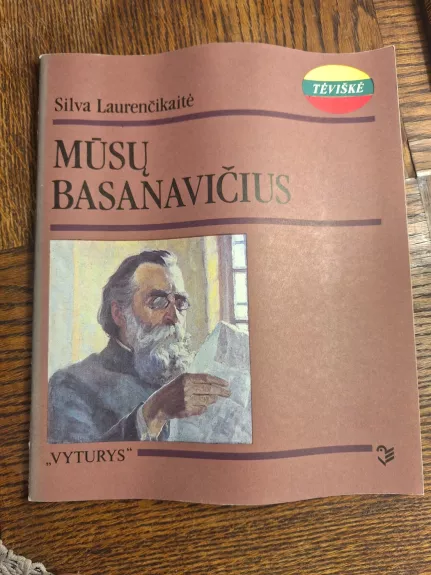 Silva Laurenčikaitė
TĖVIŠKĖ
MŪSŲ
BASANAVIČIUS
„VYTURYS“